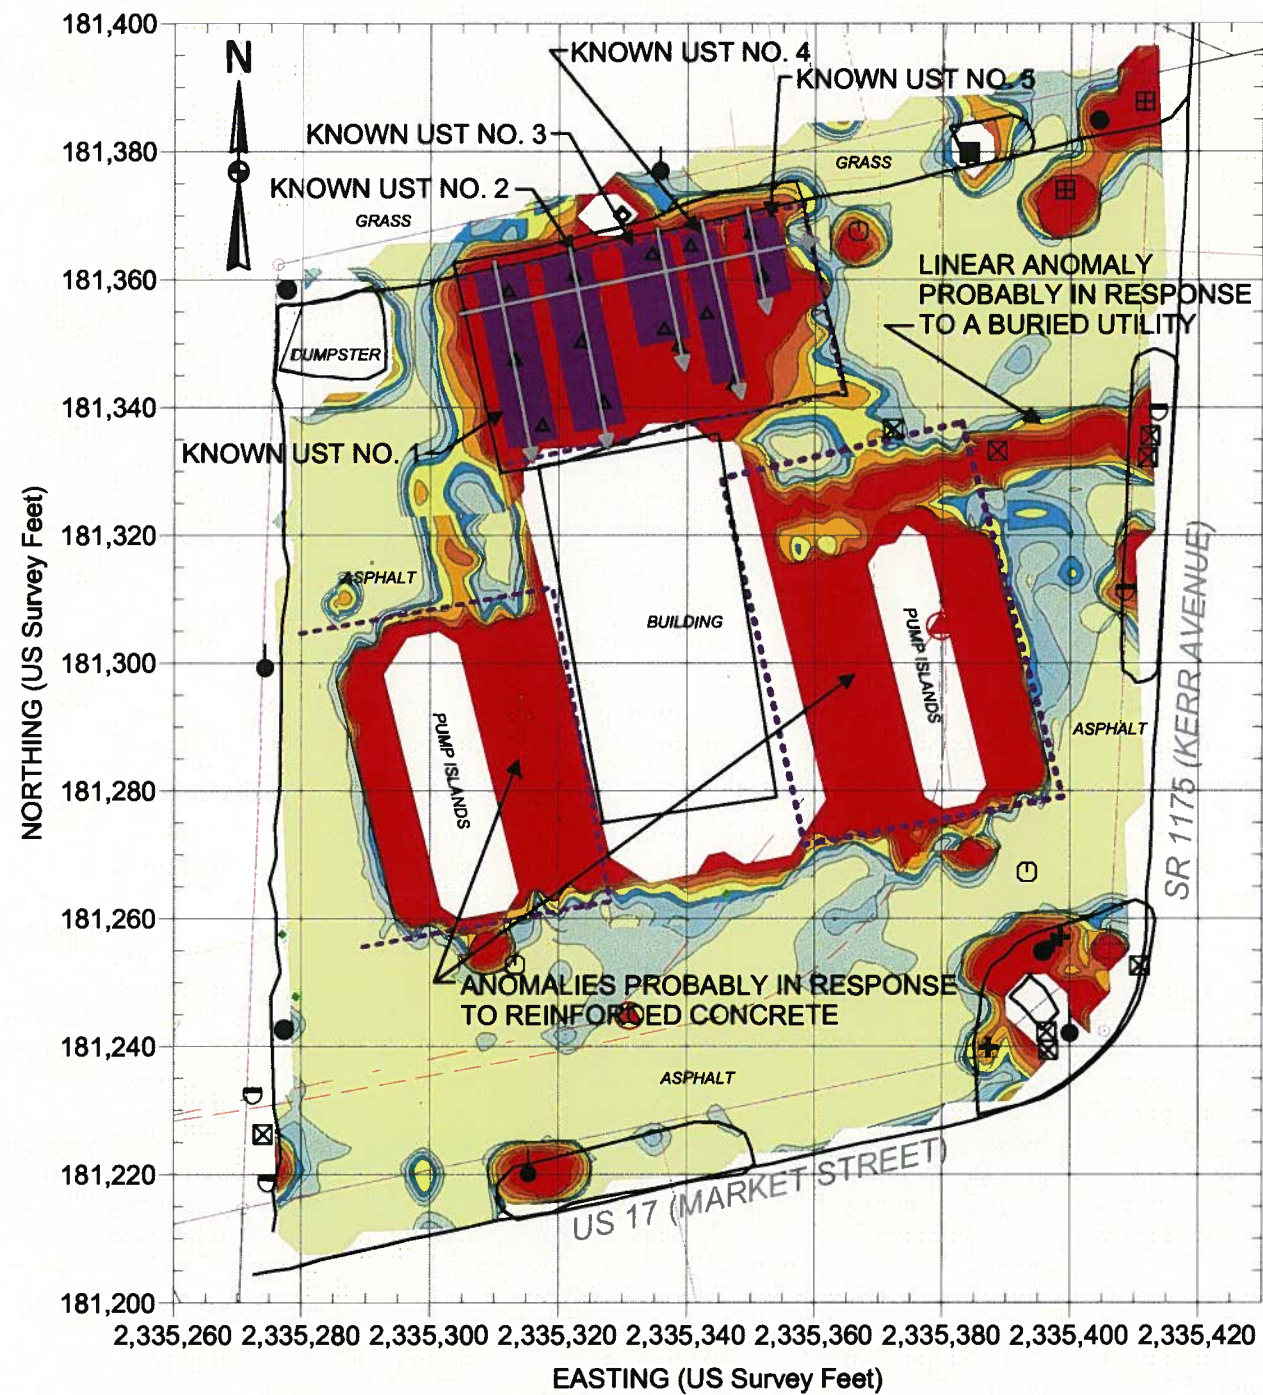 181,400
181,380
181,360
181,340
181,320
181,300
181,280
181,260
181,240
181,220
181,200
NORTHING (US Survey Feet)
N
KNOWN UST NO. 4
KNOWN UST NO. 5
KNOWN UST NO. 3
KNOWN UST NO. 2
GRASS
GRASS
LINEAR ANOMALY
PROBABLY IN RESPONSE
TO A BURIED UTILITY
DUMPSTER
KNOWN UST NO. 1
ASPHALT
BUILDING
PUMP ISLANDS
PUMP ISLANDS
ASPHALT
SR 1175 (KERR AVENUE)
ANOMALIES PROBABLY IN RESPONSE
TO REINFORCED CONCRETE
ASPHALT
US 17 (MARKET STREET)
2,335,260 2,335,280 2,335,300 2,335,320 2,335,340 2,335,360 2,335,380 2,335,400 2,335,420
EASTING (US Survey Feet)